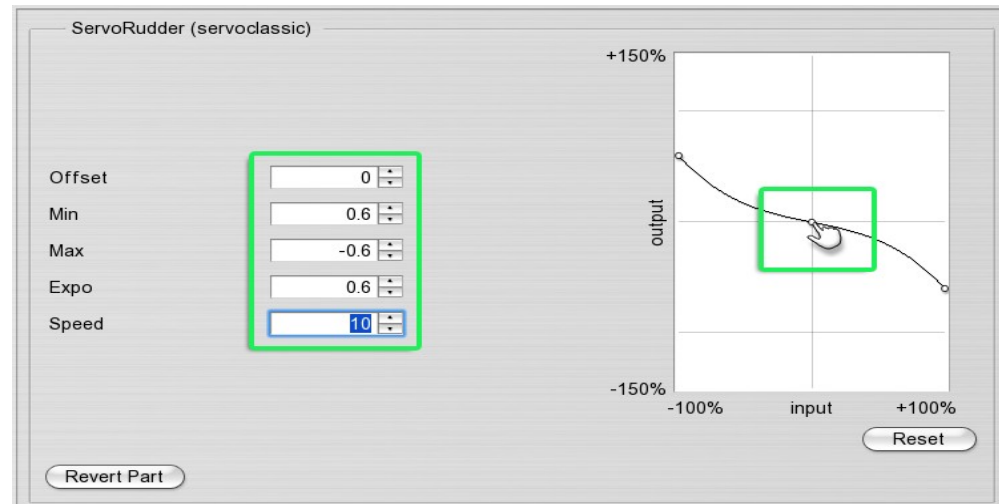 ServoRudder (servoclassic)
Offset 0
Min 0.6
Max -0.6
Expo 0.6
Speed 10
Revert Part
+150%
output
-150%
-100% input +100%
Reset